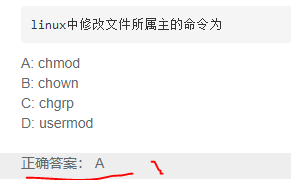 linux中修改文件所属主的命令为
A: chmod
B: chown
C: chgrp
D: usermod
正确答案： A